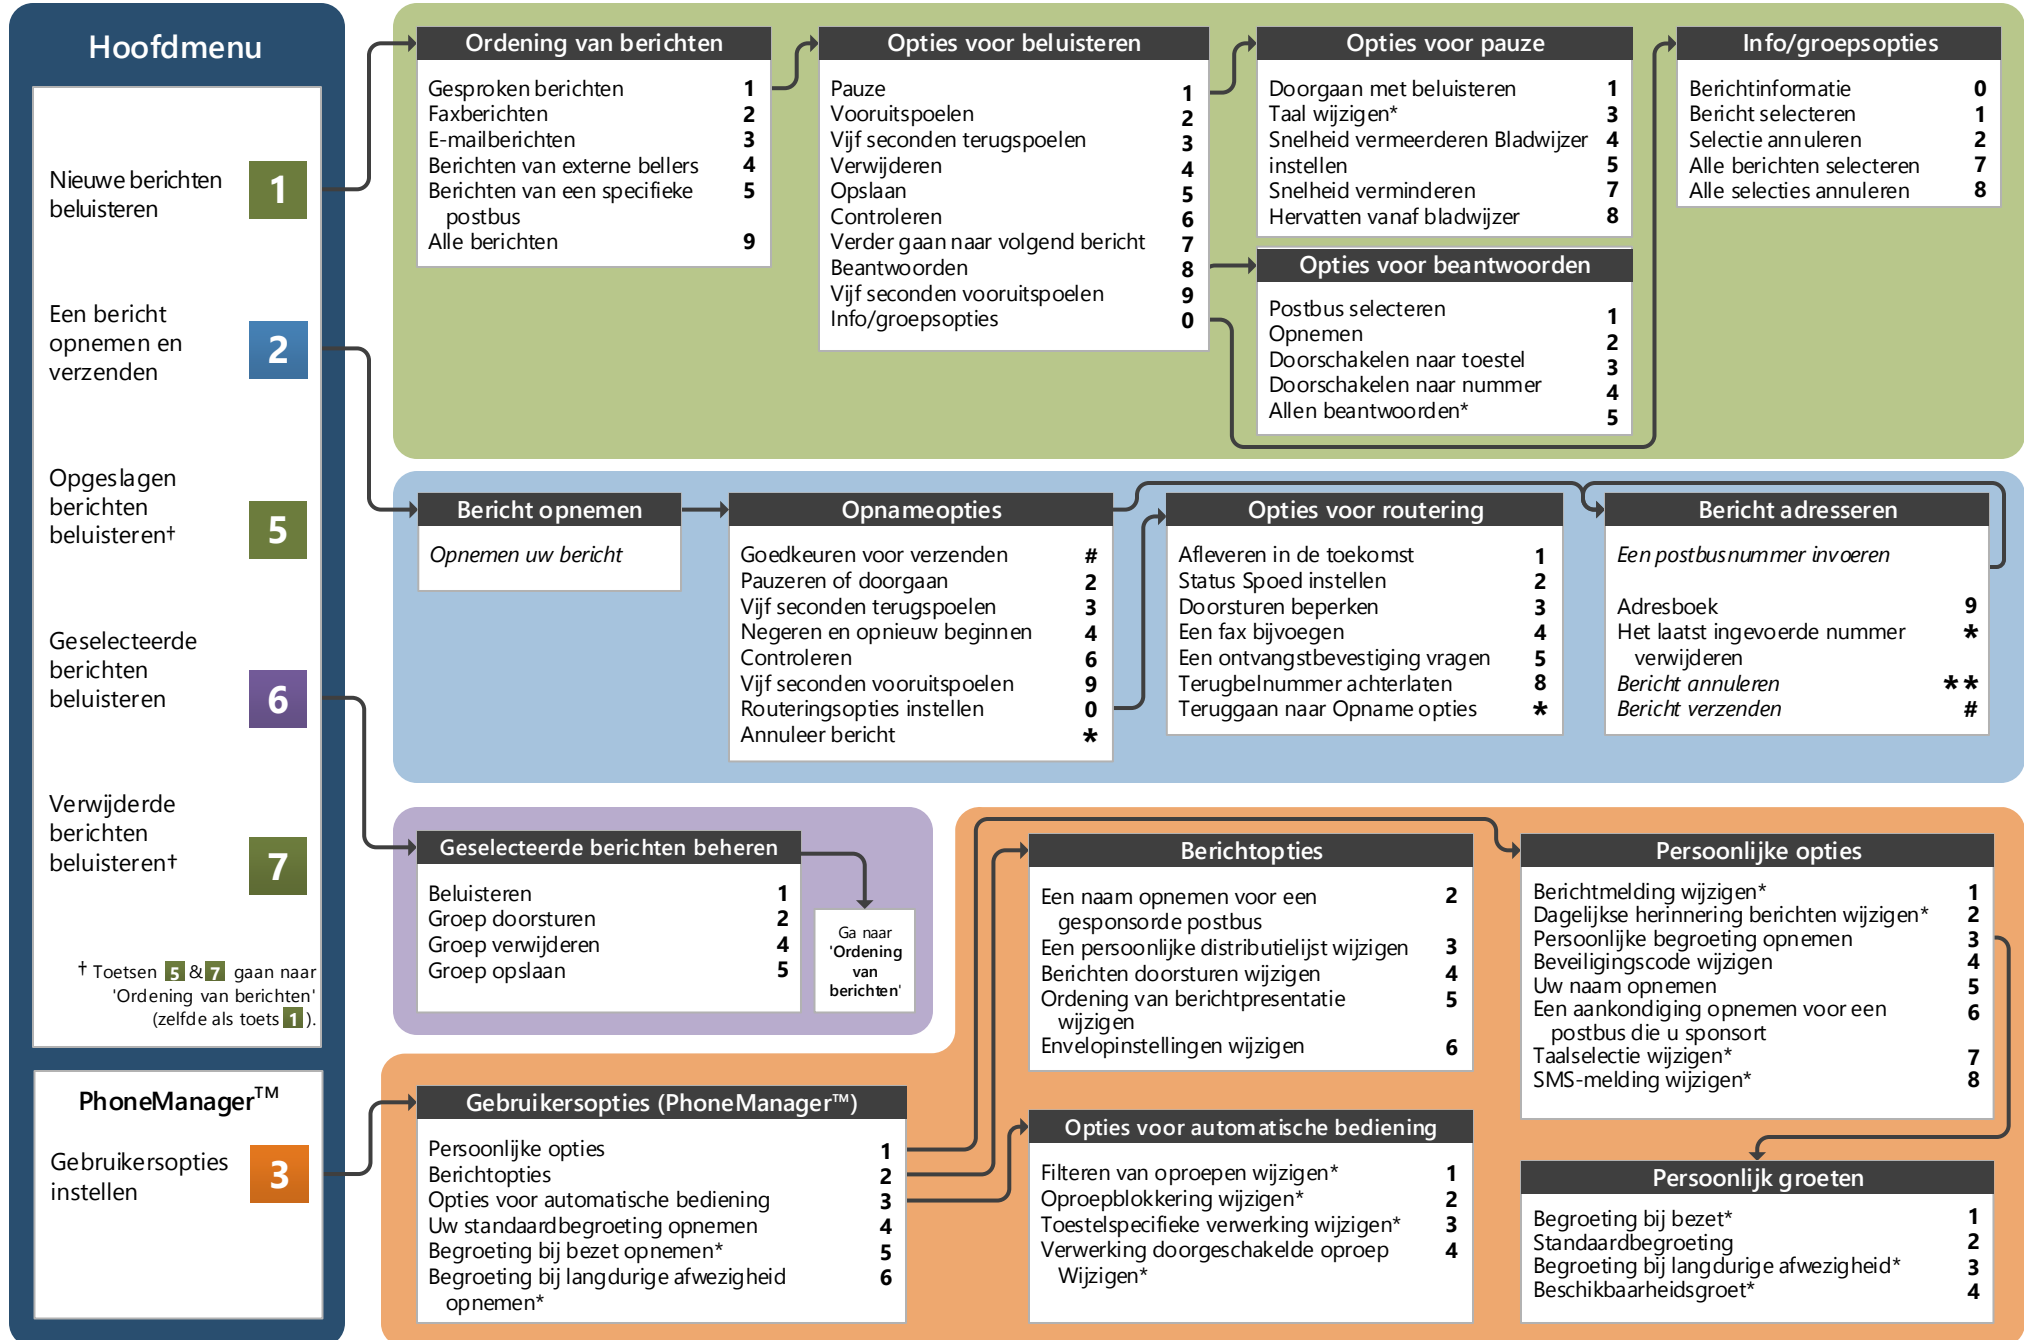 Hoofdmenu
Nieuwe berichten
beluisteren
1
Een bericht
opnemen en
verzenden
2
Opgeslagen
berichten
beluisteren†
5
Geselecteerde
berichten
beluisteren
6
Verwijderde
berichten
beluisteren†
7
† Toetsen 5 & 7 gaan naar
'Ordening van berichten'
(zelfde als toets 1 ).
PhoneManager™
Gebruikersopties
instellen
3
Ordening van berichten
Gesproken berichten 1
Faxberichten 2
E-mailberichten 3
Berichten van externe bellers 4
Berichten van een specifieke 5
postbus
Alle berichten 9
Opties voor beluisteren
Pauze 1
Vooruitspoelen 2
Vijf seconden terugspoelen 3
Verwijderen 4
Opslaan 5
Controleren 6
Verder gaan naar volgend bericht 7
Beantwoorden 8
Vijf seconden vooruitspoelen 9
Info/groepsopties 0
Opties voor pauze
Doorgaan met beluisteren 1
Taal wijzigen* 3
Snelheid vermeerderen Bladwijzer 4
instellen 5
Snelheid verminderen 7
Hervatten vanaf bladwijzer 8
Opties voor beantwoorden
Postbus selecteren 1
Opnemen 2
Doorschakelen naar toestel 3
Doorschakelen naar nummer 4
Allen beantwoorden* 5
Info/groepsopties
Berichtinformatie 0
Bericht selecteren 1
Selectie annuleren 2
Alle berichten selecteren 7
Alle selecties annuleren 8
Bericht opnemen
Opnemen uw bericht
Opnameopties
Goedkeuren voor verzenden #
Pauzeren of doorgaan 2
Vijf seconden terugspoelen 3
Negeren en opnieuw beginnen 4
Controleren 6
Vijf seconden vooruitspoelen 9
Routeringsopties instellen 0
Annuleer bericht *
Opties voor routering
Afleveren in de toekomst 1
Status Spoed instellen 2
Doorsturen beperken 3
Een fax bijvoegen 4
Een ontvangstbevestiging vragen 5
Terugbelnummer achterlaten 8
Teruggaan naar Opname opties *
Bericht adresseren
Een postbusnummer invoeren
Adresboek 9
Het laatst ingevoerde nummer *
verwijderen
Bericht annuleren **
Bericht verzenden #
Geselecteerde berichten beheren
Beluisteren 1
Groep doorsturen 2
Groep verwijderen 4
Groep opslaan 5
Ga naar
'Ordening
van
berichten'
Gebruikersopties (PhoneManager™)
Persoonlijke opties 1
Berichtopties 2
Opties voor automatische bediening 3
Uw standaardbegroeting opnemen 4
Begroeting bij bezet opnemen* 5
Begroeting bij langdurige afwezigheid 6
opnemen*
Berichtopties
Een naam opnemen voor een 2
gesponsorde postbus
Een persoonlijke distributielijst wijzigen 3
Berichten doorsturen wijzigen 4
Ordening van berichtpresentatie 5
wijzigen
Envelopinstellingen wijzigen 6
Opties voor automatische bediening
Filteren van oproepen wijzigen* 1
Oproepblokkering wijzigen* 2
Toestelspecifieke verwerking wijzigen* 3
Verwerking doorgeschakelde oproep 4
Wijzigen*
Persoonlijke opties
Berichtmelding wijzigen* 1
Dagelijkse herinnering berichten wijzigen* 2
Persoonlijke begroeting opnemen 3
Beveiligingscode wijzigen 4
Uw naam opnemen 5
Een aankondiging opnemen voor een 6
postbus die u sponsort
Taalselectie wijzigen* 7
SMS-melding wijzigen* 8
Persoonlijk groeten
Begroeting bij bezet* 1
Standaardbegroeting 2
Begroeting bij langdurige afwezigheid* 3
Beschikbaarheidsgroet* 4